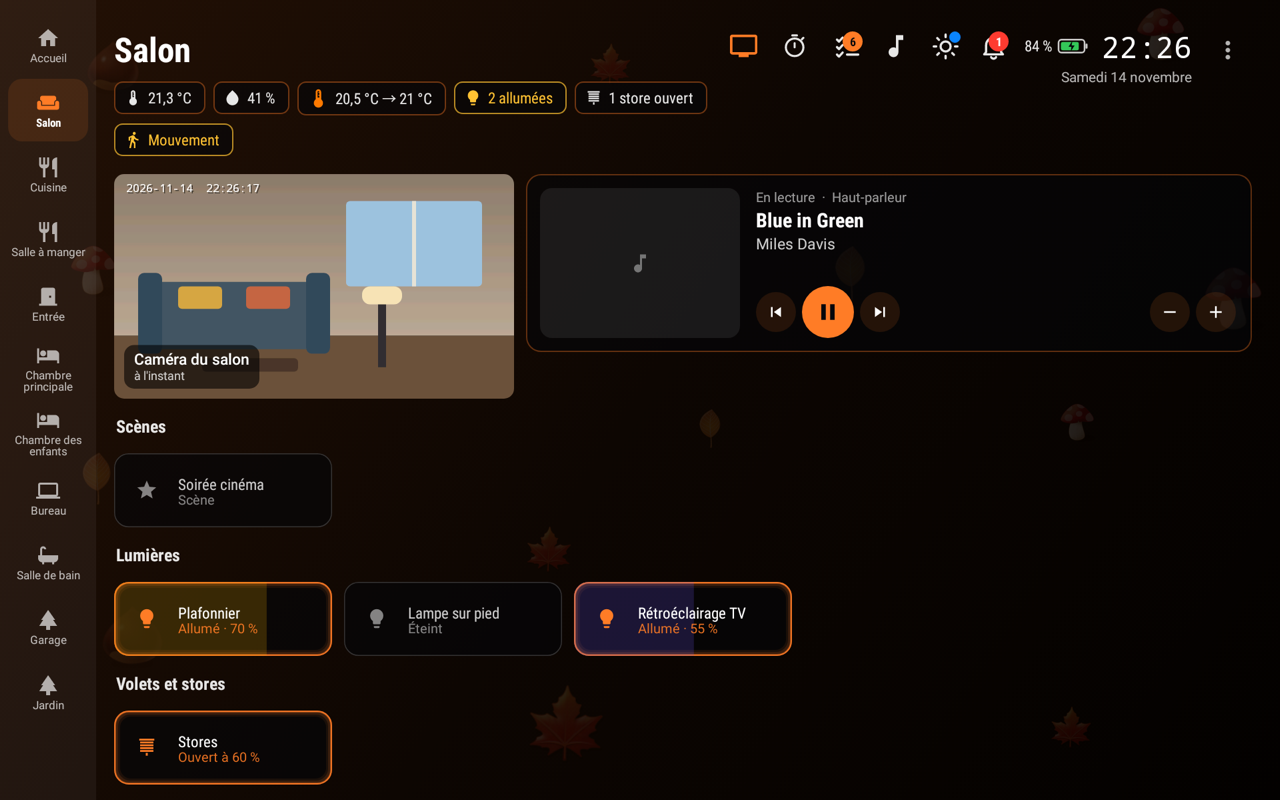 Accueil
Salon
Cuisine
Salle à manger
Entrée
Chambre
principale
Chambre des
enfants
Bureau
Salle de bain
Garage
Jardin
Salon
6
1
84 %
22:26
Samedi 14 novembre
21,3 °C
41 %
20,5 °C → 21 °C
2 allumées
1 store ouvert
Mouvement
2026-11-14 22:26:17
Caméra du salon
à l'instant
En lecture · Haut-parleur
Blue in Green
Miles Davis
Scènes
Soirée cinéma
Scène
Lumières
Plafonnier
Allumé · 70 %
Lampe sur pied
Éteint
Rétroéclairage TV
Allumé · 55 %
Volets et stores
Stores
Ouvert à 60 %